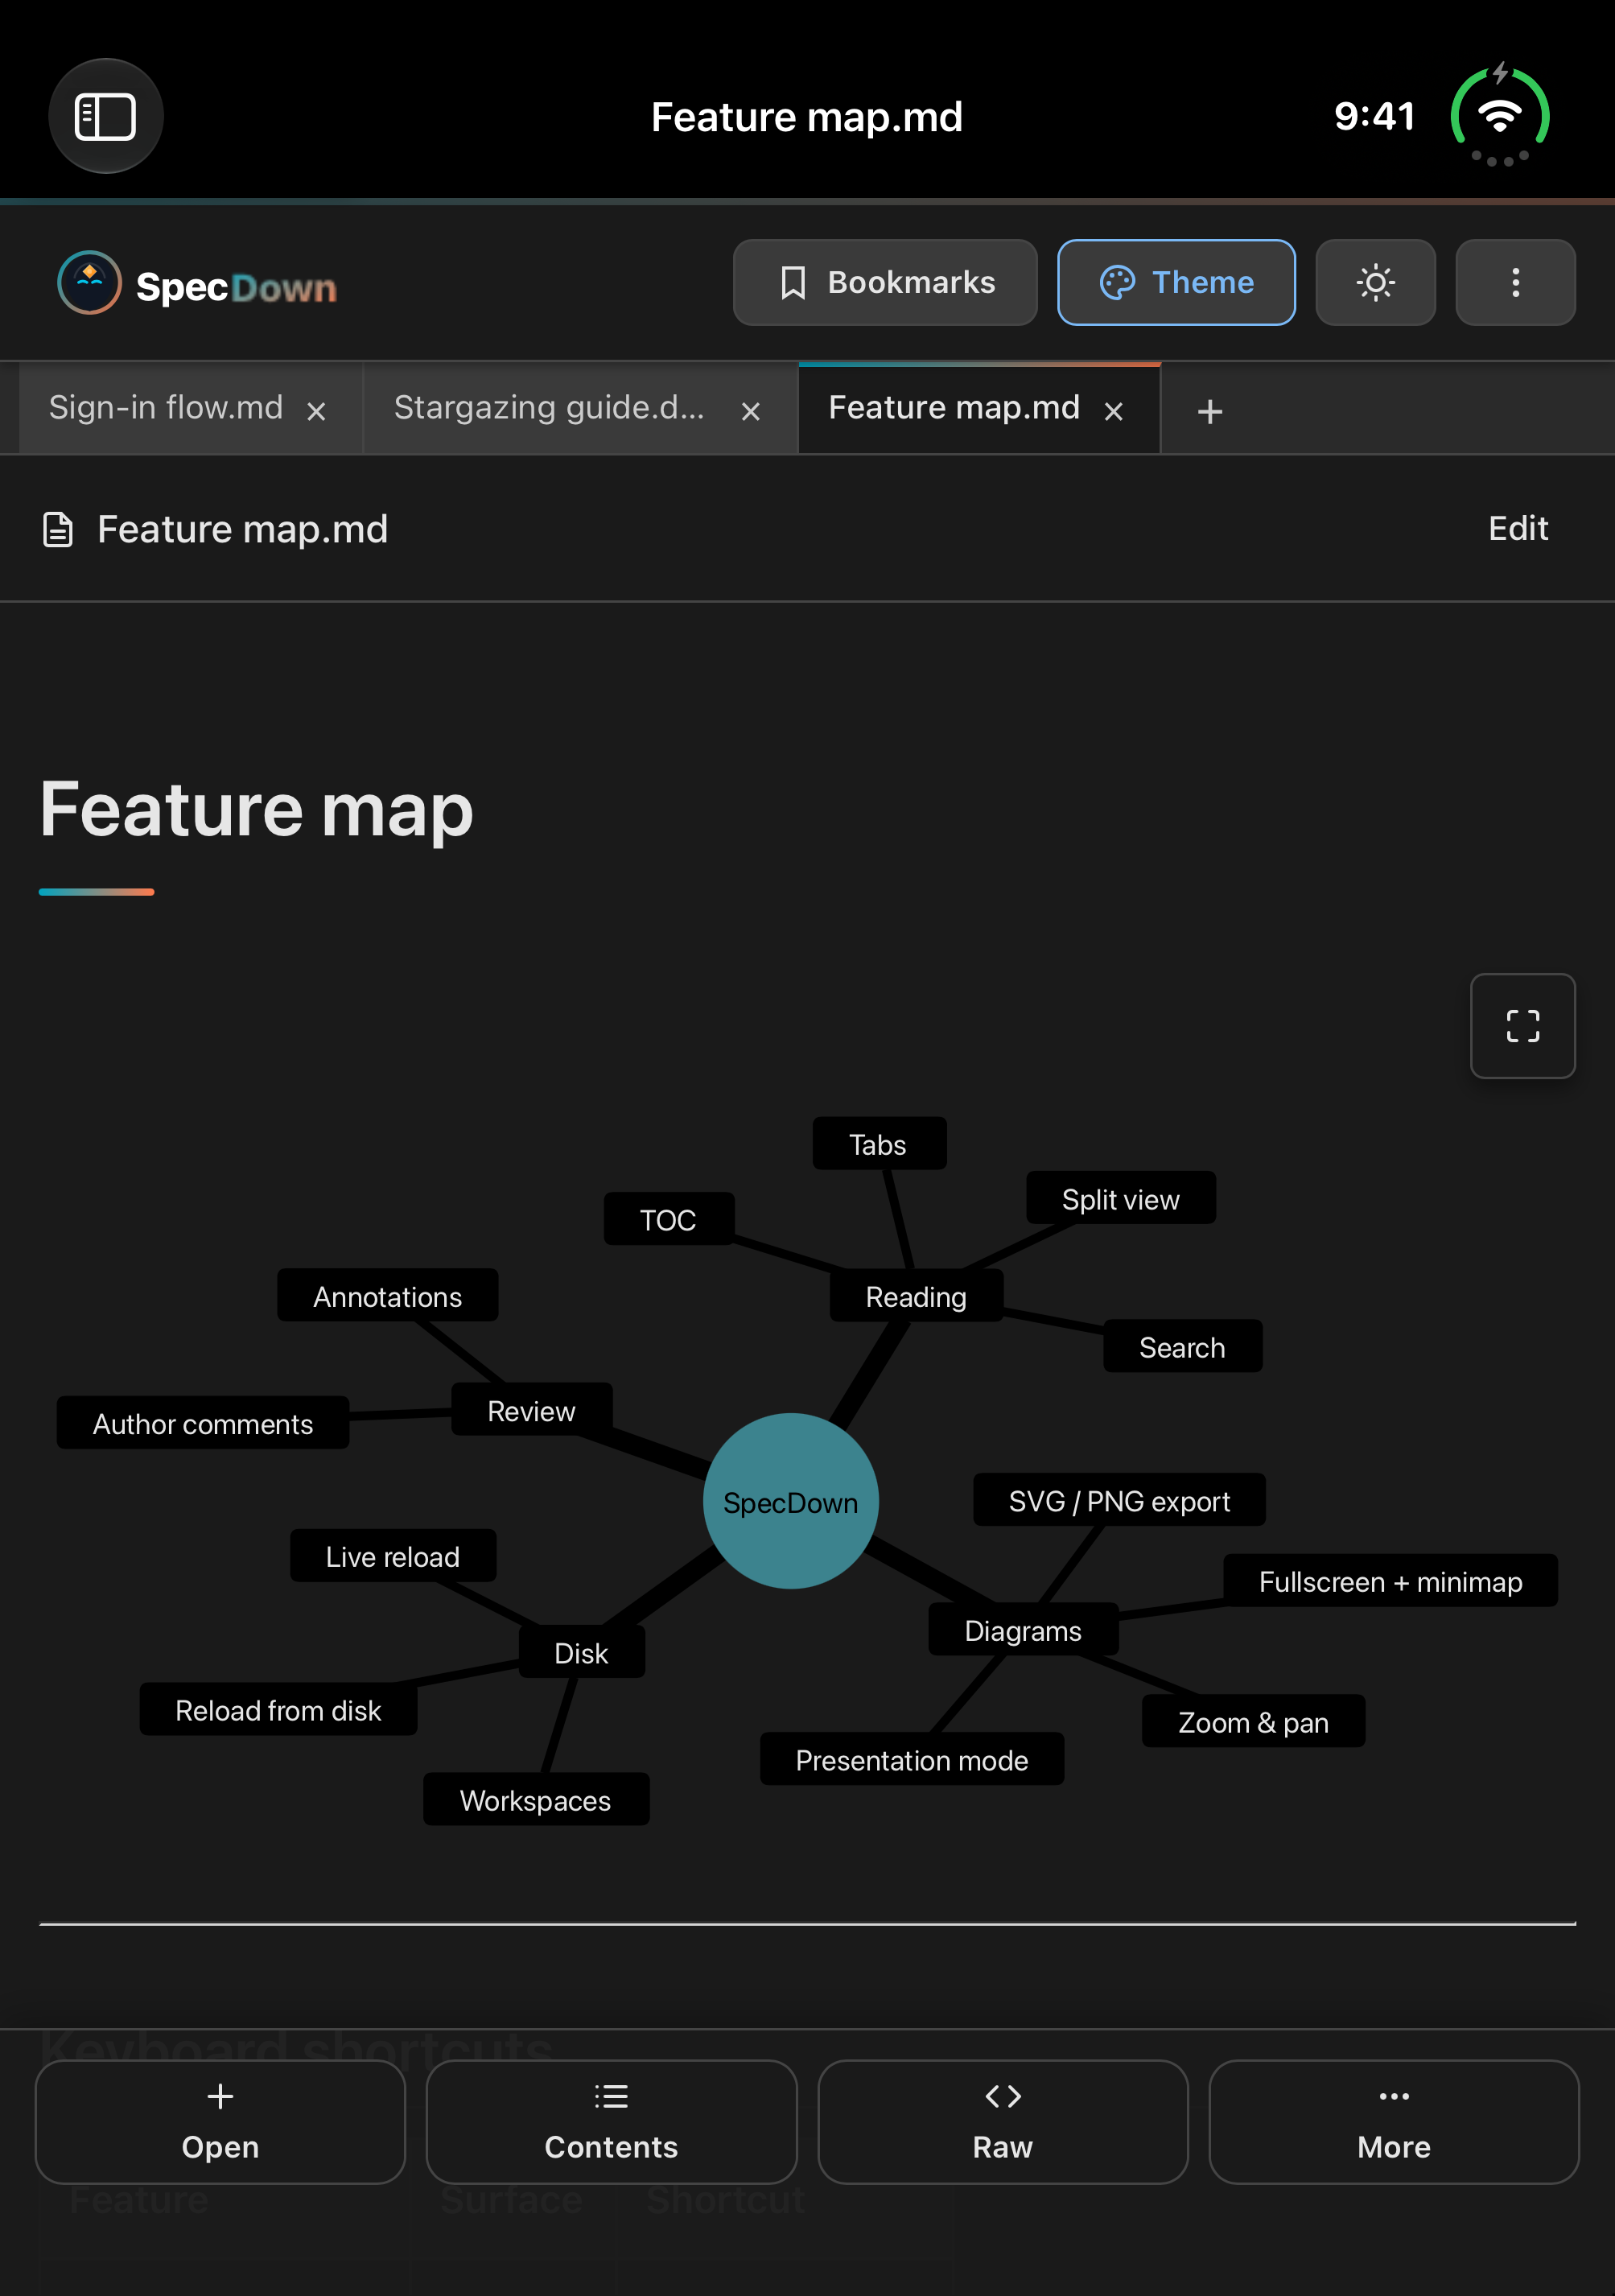 Feature map.md
9:41
SpecDown
Bookmarks
Theme
Sign-in flow.md
Stargazing guide.d...
Feature map.md
Feature map.md
Edit
Feature map
Tabs
Split view
TOC
Annotations
Reading
Search
Author comments
Review
SpecDown
SVG / PNG export
Live reload
Fullscreen + minimap
Disk
Diagrams
Reload from disk
Zoom & pan
Presentation mode
Workspaces
Keyboard shortcuts
Open
Contents
Raw
More
Feature
Surface
Shortcut